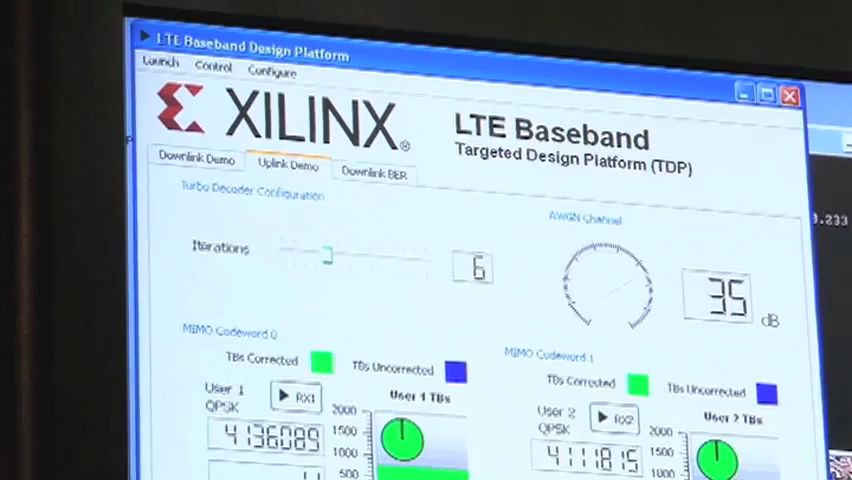 LTE Baseband Design Platform
Launch Control Configure
XILINX®
LTE Baseband
Targeted Design Platform (TDP)
Downlink Demo Uplink Demo Downlink BER
Turbo Decoder Configuration
AWGN Channel
Iterations
6
35
dB
MIMO Codeword 0
MIMO Codeword 1
TBs Corrected TBs Uncorrected
TBs Corrected TBs Uncorrected
User 1
QPSK
RX1
User 1 TBs
User 2
QPSK
RX2
User 2 TBs
4136089
2000
1500
1000
500
4111815
2000
1500
1000